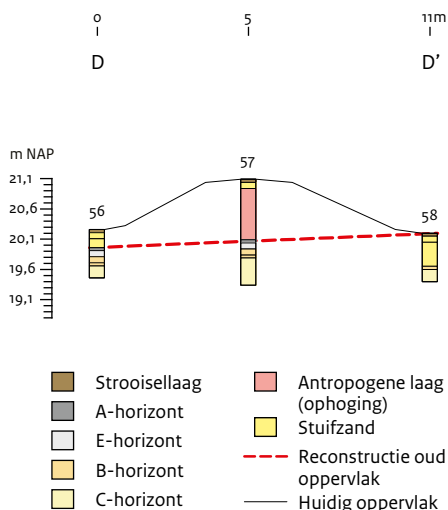 0 5 11m
D D’
m NAP
21,1
20,6
20,1
19,6
19,1
56 57 58
Strooisellaag
A-horizont
E-horizont
B-horizont
C-horizont
Antropogene laag
(ophoging)
Stuifzand
Reconstructie oud
oppervlak
Huidig oppervlak